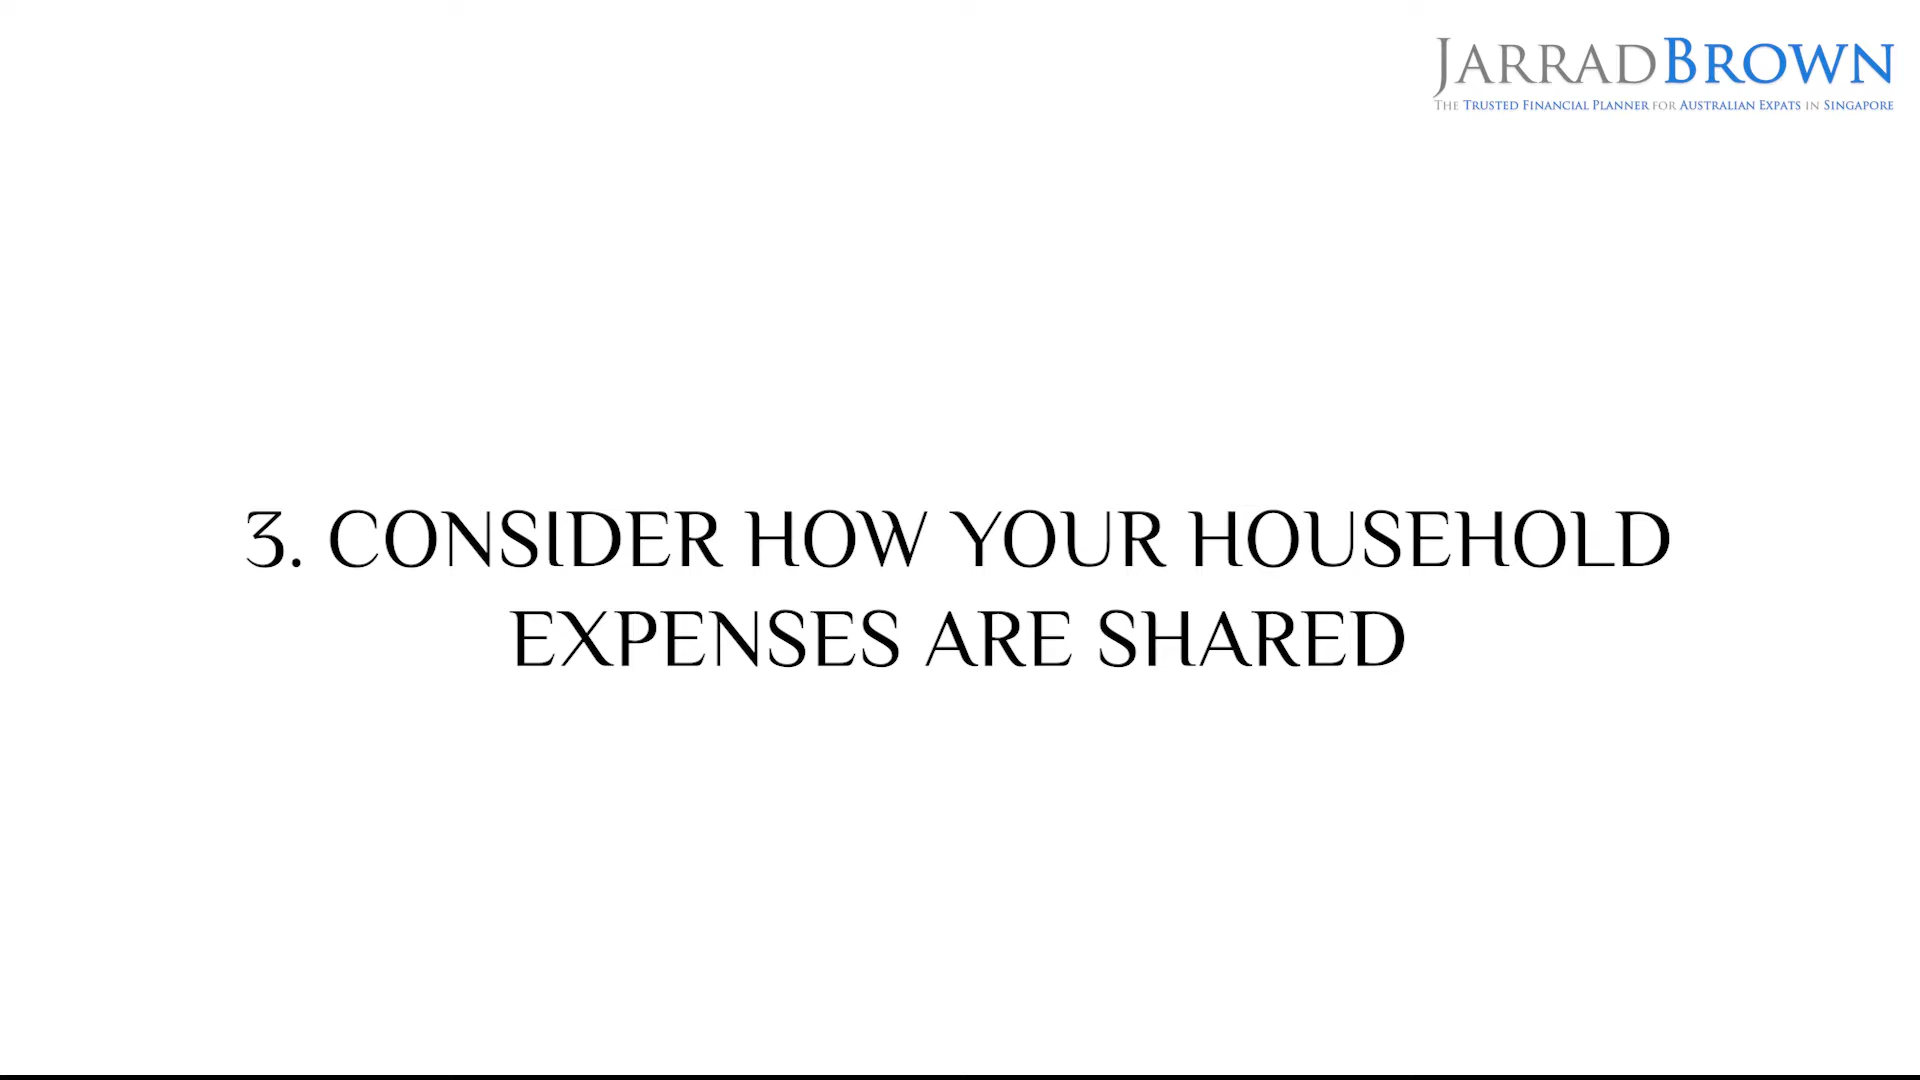 JARRADBROWN
THE TRUSTED FINANCIAL PLANNER FOR AUSTRALIAN EXPATS IN SINGAPORE
3. CONSIDER HOW YOUR HOUSEHOLD
EXPENSES ARE SHARED